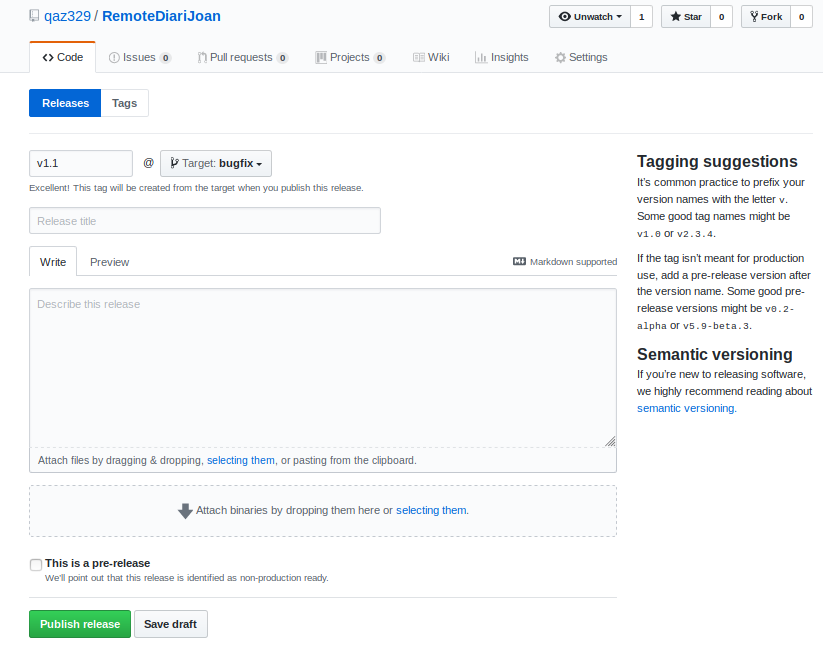 qaz329 / RemoteDiariJoan
Unwatch 1 Star 0 Fork 0
Code Issues 0 Pull requests 0 Projects 0 Wiki Insights Settings
Releases Tags
v1.1 @ Target: bugfix
Excellent! This tag will be created from the target when you publish this release.
Release title
Write Preview Markdown supported
Describe this release
Attach files by dragging & dropping, selecting them, or pasting from the clipboard.
Attach binaries by dropping them here or selecting them.
This is a pre-release
We'll point out that this release is identified as non-production ready.
Publish release Save draft
Tagging suggestions
It's common practice to prefix your
version names with the letter v.
Some good tag names might be
v1.0 or v2.3.4.
If the tag isn't meant for production
use, add a pre-release version after
the version name. Some good pre-
release versions might be v0.2-
alpha or v5.9-beta.3.
Semantic versioning
If you're new to releasing software,
we highly recommend reading about
semantic versioning.